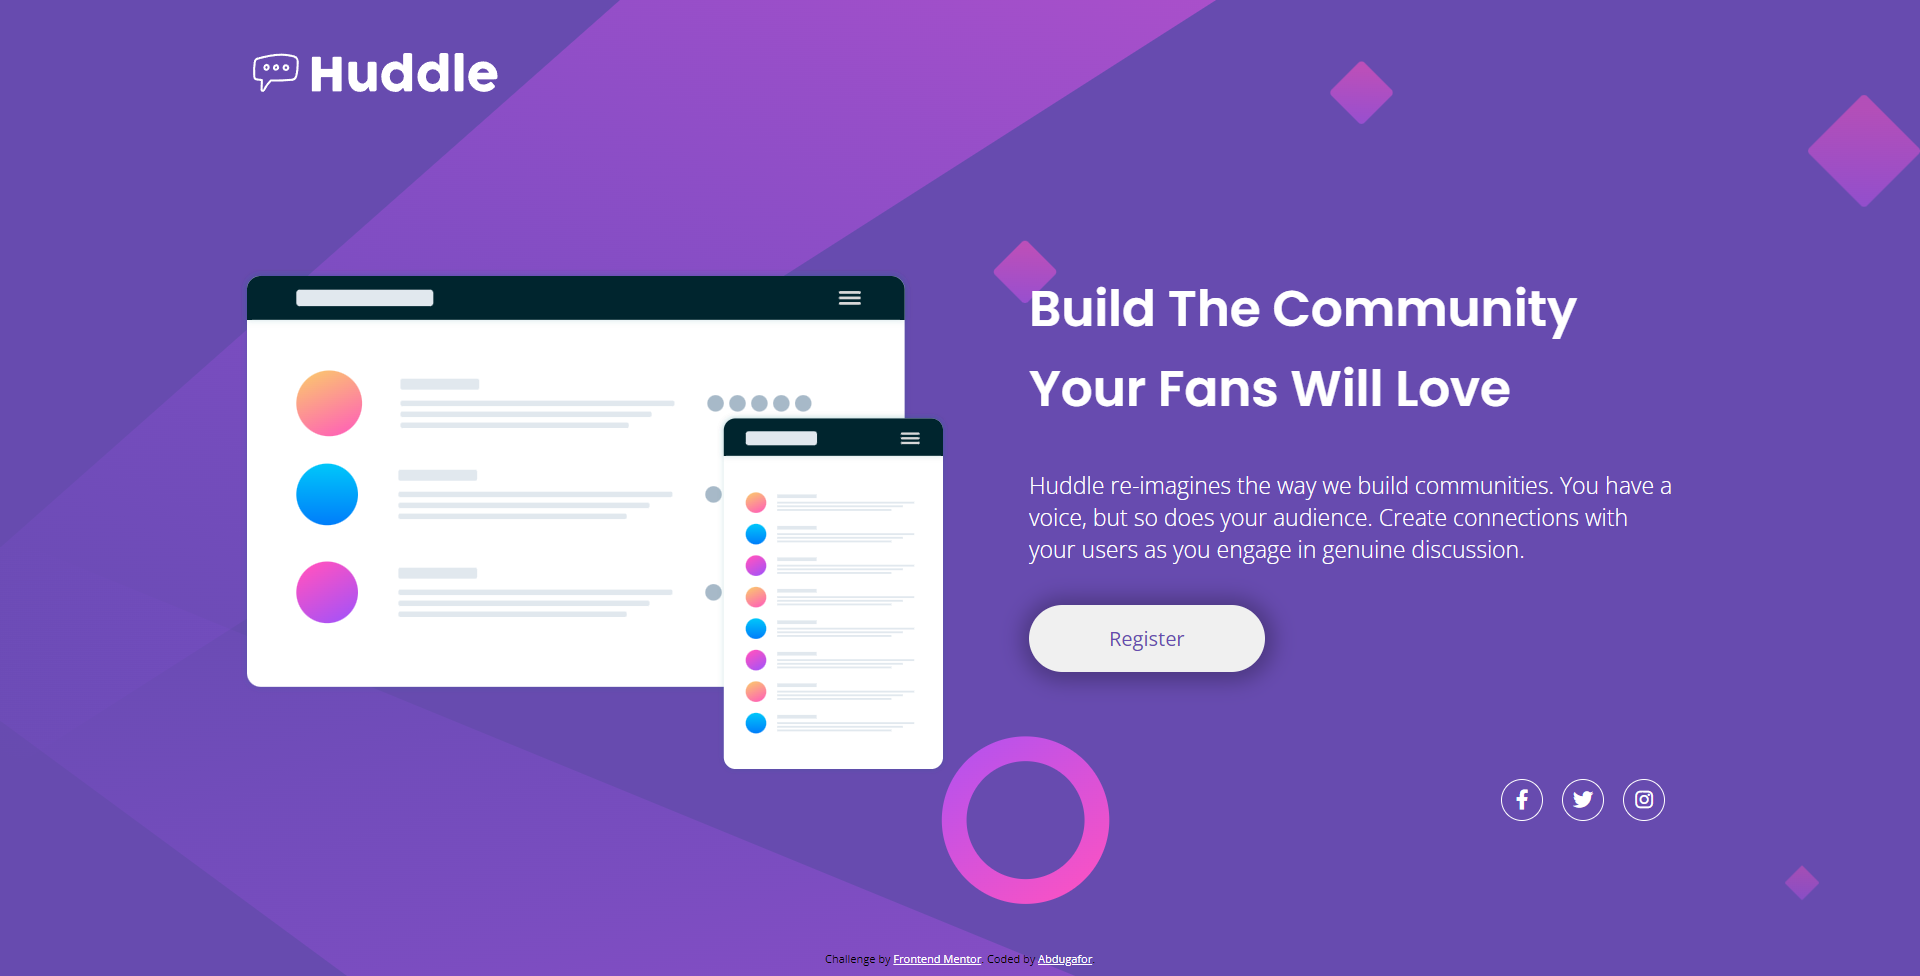 Huddle
Build The Community
Your Fans Will Love
Huddle re-imagines the way we build communities. You have a
voice, but so does your audience. Create connections with
your users as you engage in genuine discussion.
Register
Challenge by Frontend Mentor. Coded by Abdugafor.